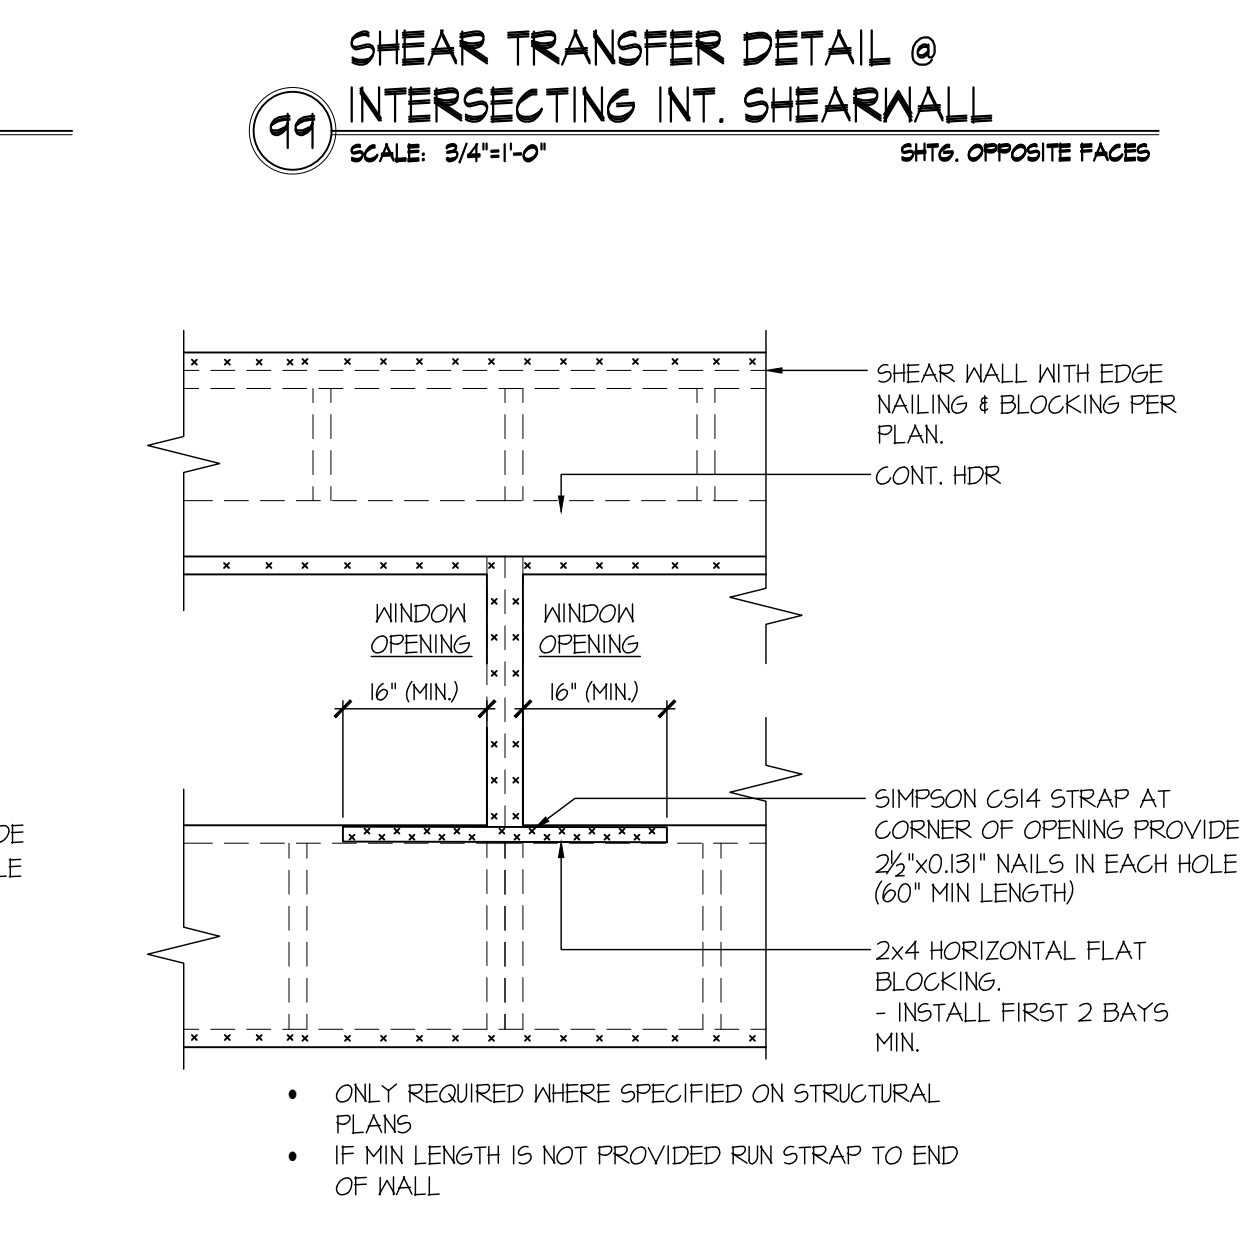 SHEAR TRANSFER DETAIL @
INTERSECTING INT. SHEARWALL
99
SCALE: 3/4"=1'-0"
SHTG. OPPOSITE FACES
SHEAR WALL WITH EDGE
NAILING & BLOCKING PER
PLAN.
CONT. HDR
WINDOW
OPENING
WINDOW
OPENING
16" (MIN.)
16" (MIN.)
SIMPSON CS14 STRAP AT
CORNER OF OPENING PROVIDE
2½"x0.131" NAILS IN EACH HOLE
(60" MIN LENGTH)
DE
LE
2x4 HORIZONTAL FLAT
BLOCKING.
- INSTALL FIRST 2 BAYS
MIN.
• ONLY REQUIRED WHERE SPECIFIED ON STRUCTURAL
PLANS
• IF MIN LENGTH IS NOT PROVIDED RUN STRAP TO END
OF WALL